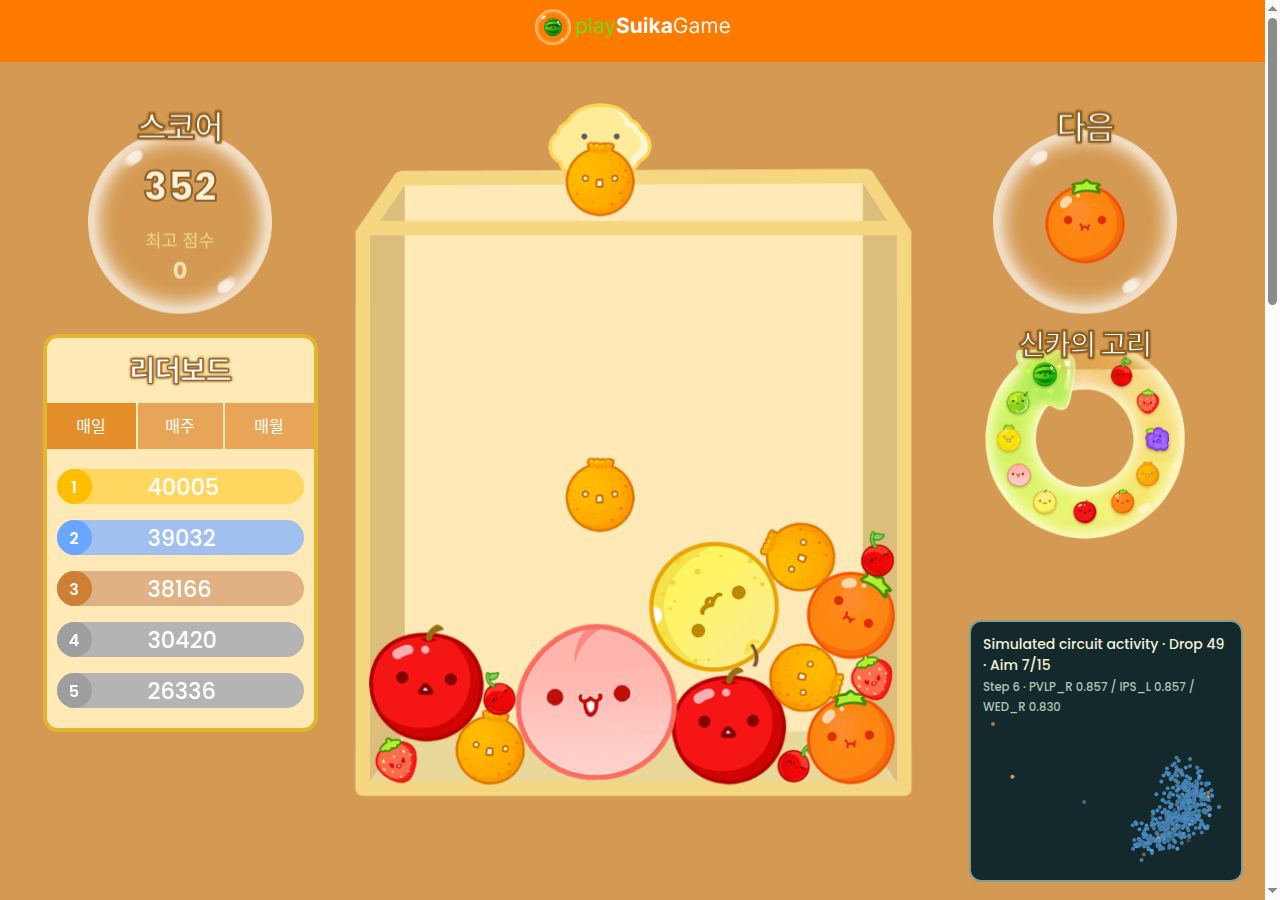 playSuikaGame
스코어
352
최고 점수
0
다음
리더보드
매일 매주 매월
1 40005
2 39032
3 38166
4 30420
5 26336
신카의 고리
Simulated circuit activity · Drop 49
· Aim 7/15
Step 6 · PVLP_R 0.857 / IPS_L 0.857 /
WED_R 0.830